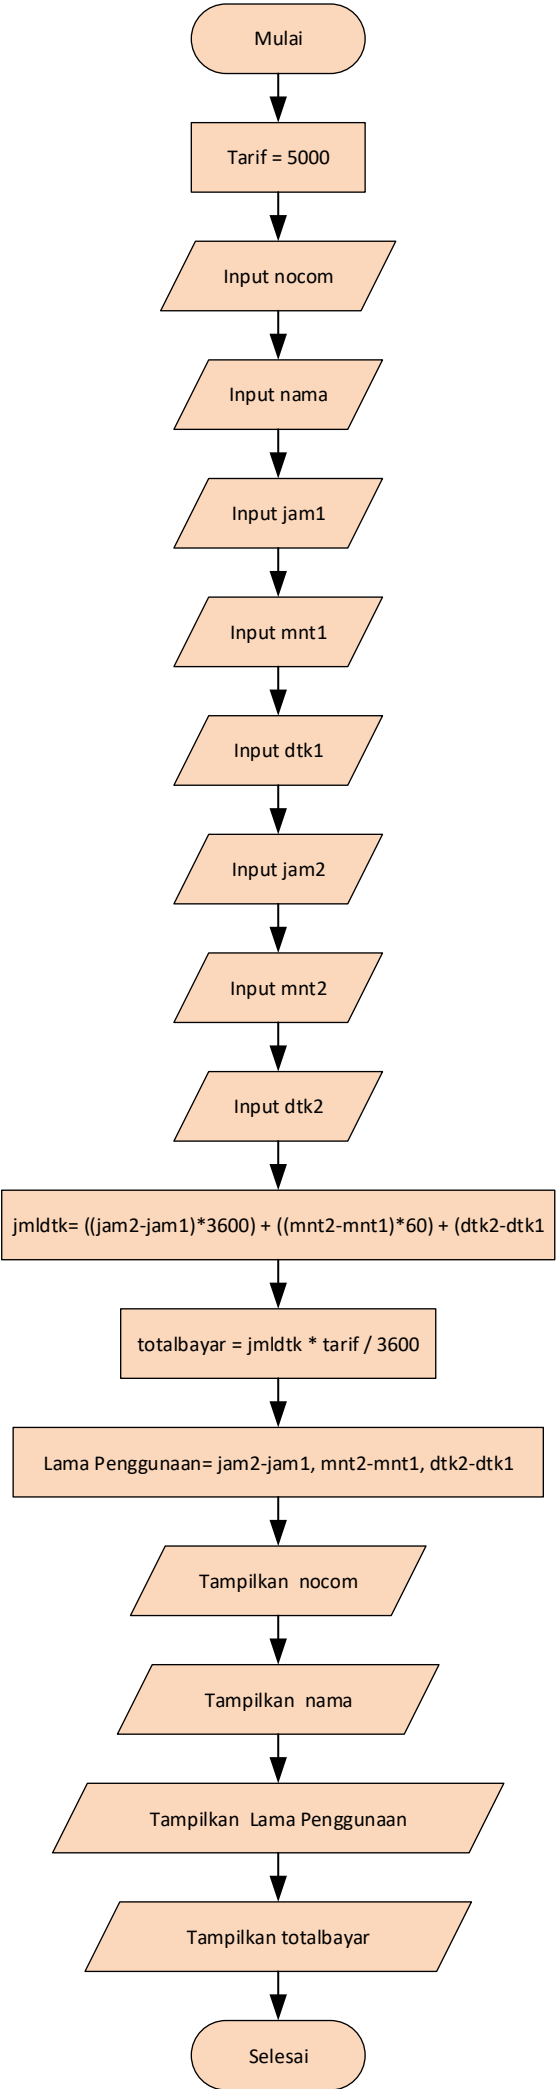 Mulai
Tarif = 5000
Input nocom
Input nama
Input jam1
Input mnt1
Input dtk1
Input jam2
Input mnt2
Input dtk2
jmldtk= ((jam2-jam1)*3600) + ((mnt2-mnt1)*60) + (dtk2-dtk1
totalbayar = jmldtk * tarif / 3600
Lama Penggunaan= jam2-jam1, mnt2-mnt1, dtk2-dtk1
Tampilkan  nocom
Tampilkan  nama
Tampilkan  Lama Penggunaan
Tampilkan totalbayar
Selesai